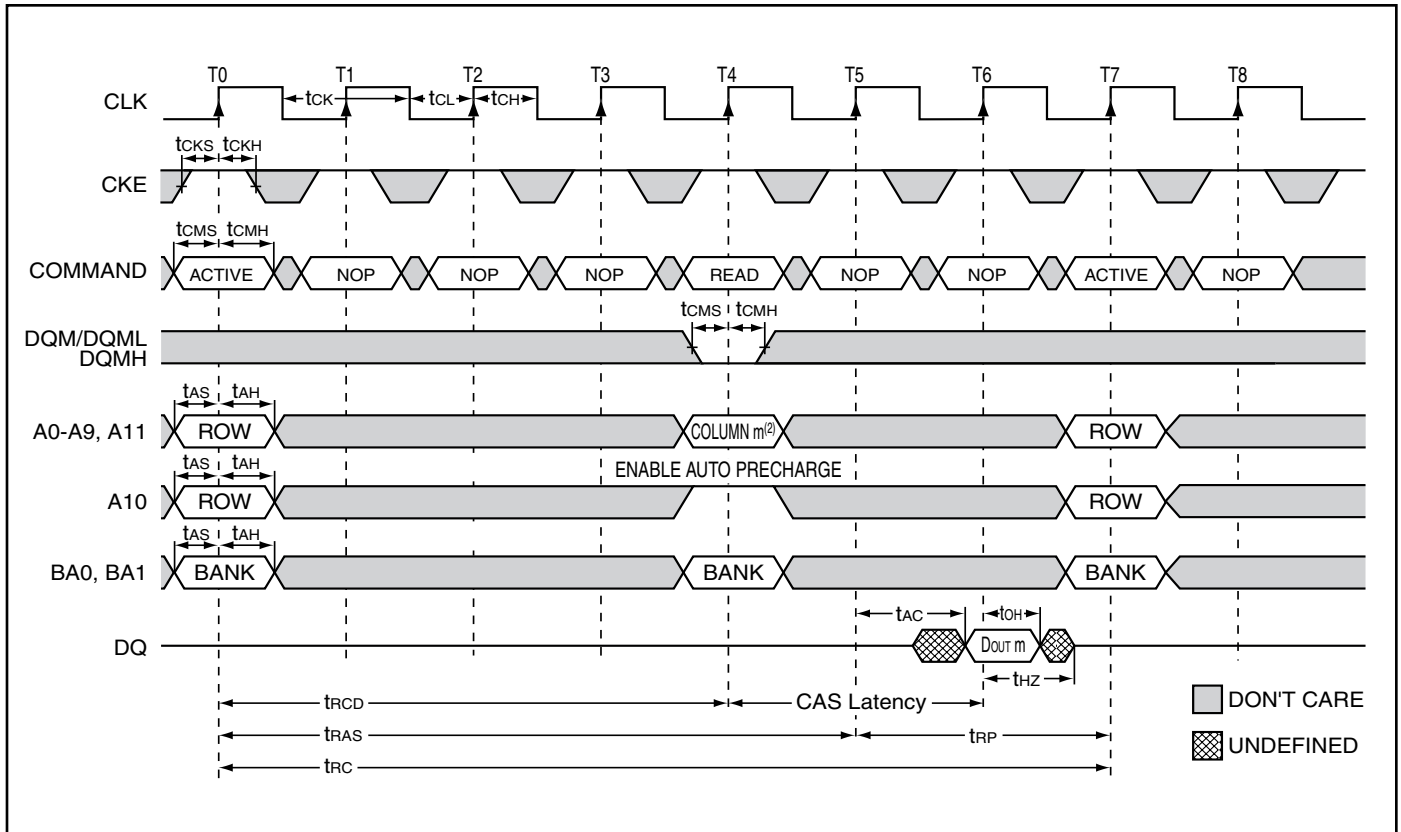 T0 T1 T2 T3 T4 T5 T6 T7 T8
CLK tCK tCL tCH
tCKS tCKH
CKE
tCMS tCMH
COMMAND ACTIVE NOP NOP NOP READ NOP NOP ACTIVE NOP
tCMS tCMH
DQM/DQML
DQMH
tAS tAH
A0-A9, A11 ROW COLUMN m(2) ROW
tAS tAH ENABLE AUTO PRECHARGE
A10 ROW ROW
tAS tAH
BA0, BA1 BANK BANK BANK
tAC tOH
DQ DOUT m
tHZ
tRCD CAS Latency DON'T CARE
tRAS tRP UNDEFINED
tRC